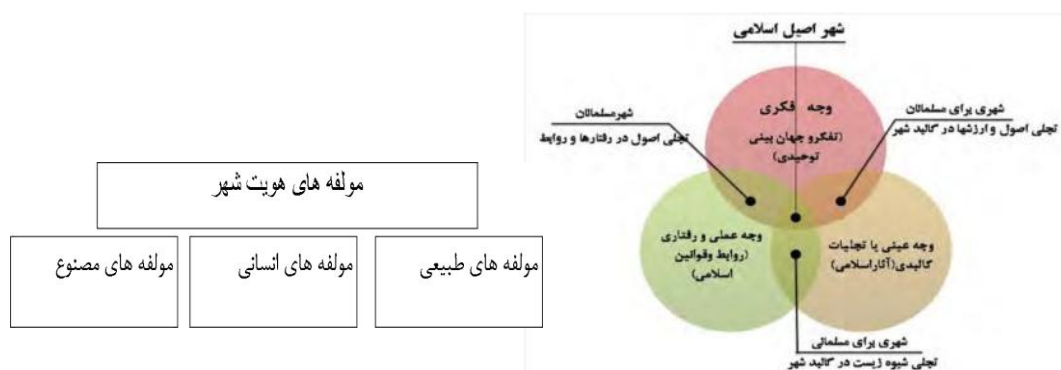 شهر اصیل اسلامی
وجه فکری
(تفکرو جهان بینی
توحیدی)
شهری برای مسلمانان
تجلی اصول و ارزشها در کالبد شهر
شهرمسلمانان
تجلی اصول در رفتارها و روابط
وجه عینی یا تجلیات
کالبدی(آثاراسلامی)
وجه عملی و رفتاری
(روابط وقوانین
اسلامی)
شهری برای مسلمانی
تجلی شیوه زیست در کالبد شهر
مولفه های هویت شهر
مولفه های طبیعی
مولفه های انسانی
مولفه های مصنوع